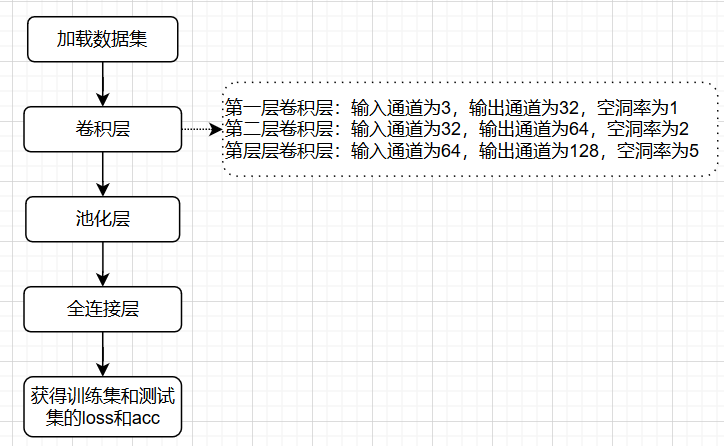 加载数据集
卷积层
第一层卷积层：输入通道为3，输出通道为32，空洞率为1
第二层卷积层：输入通道为32，输出通道为64，空洞率为2
第层层卷积层：输入通道为64，输出通道为128，空洞率为5
池化层
全连接层
获得训练集和测试
集的loss和acc